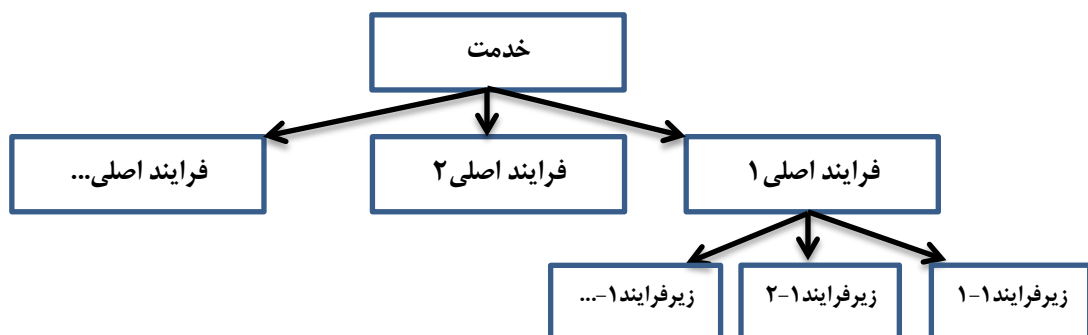 خدمت
فرایند اصلی۱
فرایند اصلی۲
فرایند اصلی...
زیرفرایند۱-۱
زیرفرایند۱-۲
زیرفرایند۱-...